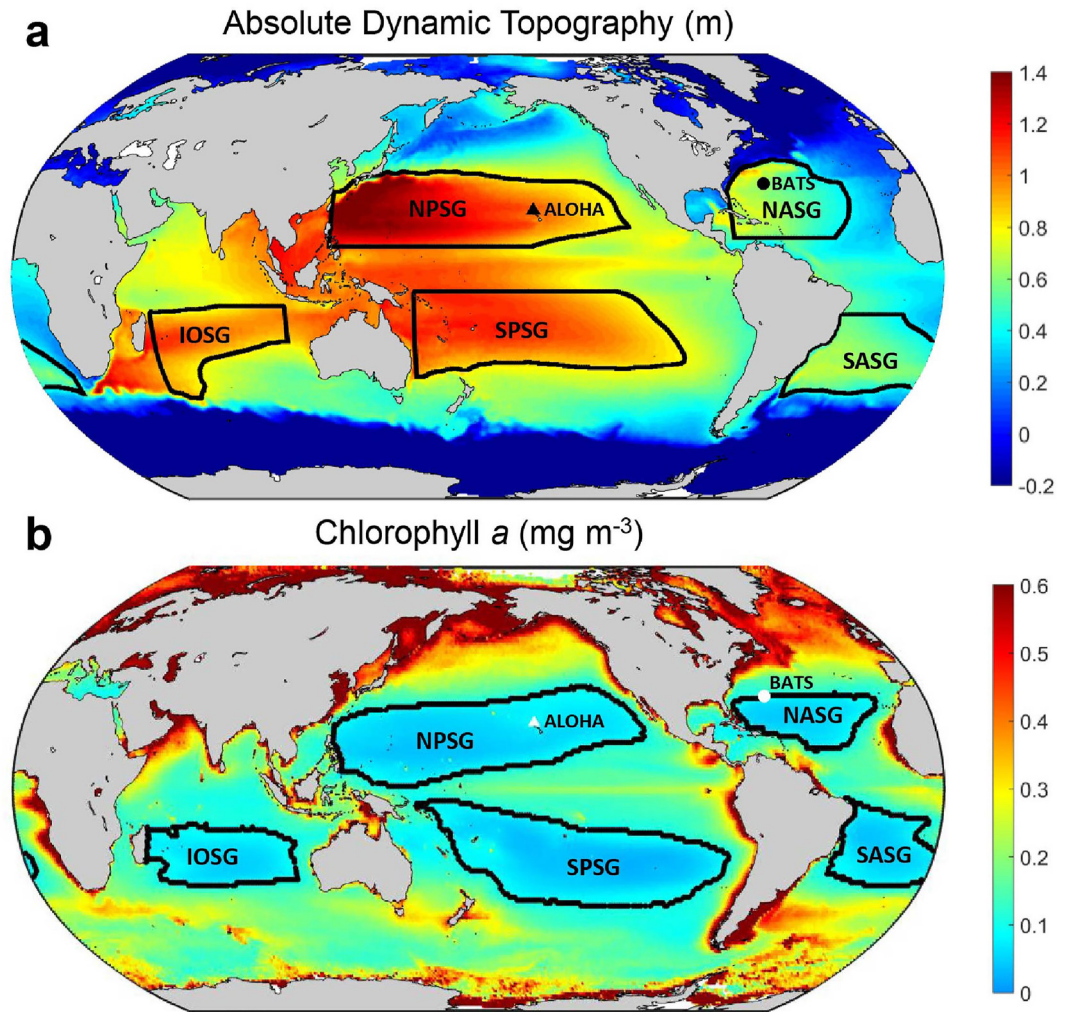 a
Absolute Dynamic Topography (m)
1.4
1.2
1
0.8
0.6
0.4
0.2
0
-0.2
NPSG
ALOHA
BATS
NASG
IOSG
SPSG
SASG
b
Chlorophyll a (mg m-3)
0.6
0.5
0.4
0.3
0.2
0.1
0
BATS
NASG
ALOHA
NPSG
IOSG
SPSG
SASG